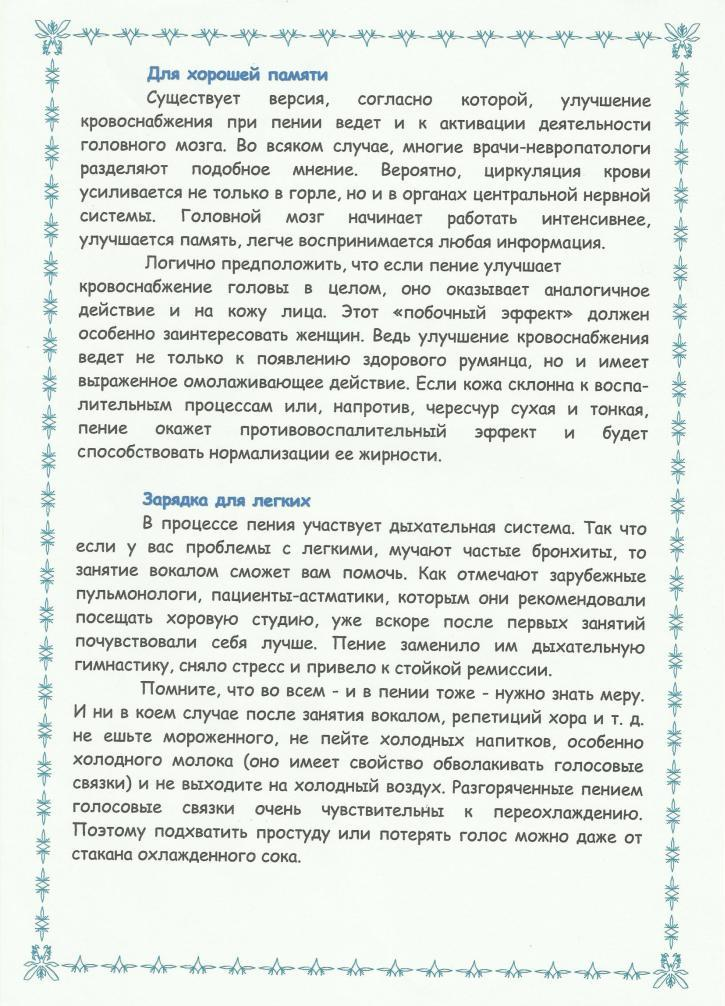 Для хорошей памяти
Существует версия, согласно которой, улучшение
кровоснабжения при пении ведет и к активации деятельности
головного мозга. Во всяком случае, многие врачи-невропатологи
разделяют подобное мнение. Вероятно, циркуляция крови
усиливается не только в горле, но и в органах центральной нервной
системы. Головной мозг начинает работать интенсивнее,
улучшается память, легче воспринимается любая информация.
Логично предположить, что если пение улучшает
кровоснабжение головы в целом, оно оказывает аналогичное
действие и на кожу лица. Этот «побочный эффект» должен
особенно заинтересовать женщин. Ведь улучшение кровоснабжения
ведет не только к появлению здорового румянца, но и имеет
выраженное омолаживающее действие. Если кожа склонна к воспа-
лительным процессам или, напротив, чересчур сухая и тонкая,
пение окажет противовоспалительный эффект и будет
способствовать нормализации ее жирности.
Зарядка для легких
В процессе пения участвует дыхательная система. Так что
если у вас проблемы с легкими, мучают частые бронхиты, то
занятие вокалом сможет вам помочь. Как отмечают зарубежные
пульмонологи, пациенты-астматики, которым они рекомендовали
посещать хоровую студию, уже вскоре после первых занятий
почувствовали себя лучше. Пение заменило им дыхательную
гимнастику, сняло стресс и привело к стойкой ремиссии.
Помните, что во всем - и в пении тоже - нужно знать меру.
И ни в коем случае после занятия вокалом, репетиций хора и т. д.
не ешьте мороженного, не пейте холодных напитков, особенно
холодного молока (оно имеет свойство обволакивать голосовые
связки) и не выходите на холодный воздух. Разгоряченные пением
голосовые связки очень чувствительны к переохлаждению.
Поэтому подхватить простуду или потерять голос можно даже от
стакана охлажденного сока.